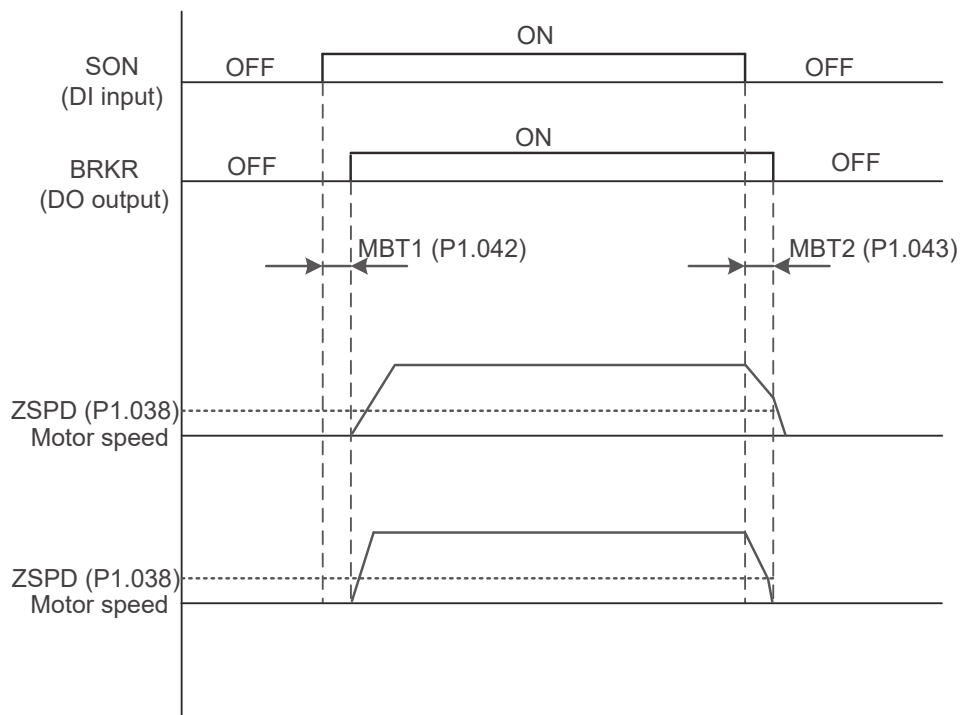 ON
SON
OFF
OFF
(DI input)
ON
BRKR
OFF
OFF
(DO output)
MBT1 (P1.042)
MBT2 (P1.043)
ZSPD (P1.038)
Motor speed
ZSPD (P1.038)
Motor speed